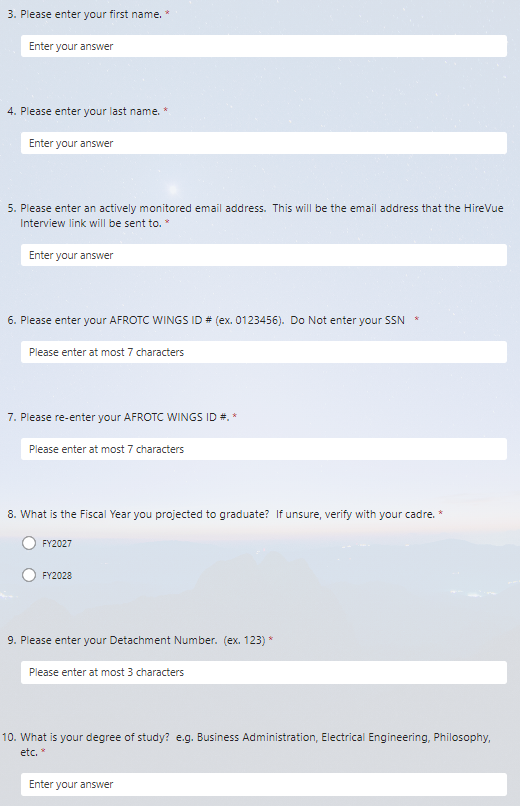 3. Please enter your first name. *
Enter your answer
4. Please enter your last name. *
Enter your answer
5. Please enter an actively monitored email address.  This will be the email address that the HireVue
Interview link will be sent to. *
Enter your answer
6. Please enter your AFROTC WINGS ID # (ex. 0123456).  Do Not enter your SSN  *
Please enter at most 7 characters
7. Please re-enter your AFROTC WINGS ID #. *
Please enter at most 7 characters
8. What is the Fiscal Year you projected to graduate?  If unsure, verify with your cadre. *
FY2027
FY2028
9. Please enter your Detachment Number.  (ex. 123) *
Please enter at most 3 characters
10. What is your degree of study?  e.g. Business Administration, Electrical Engineering, Philosophy,
etc. *
Enter your answer